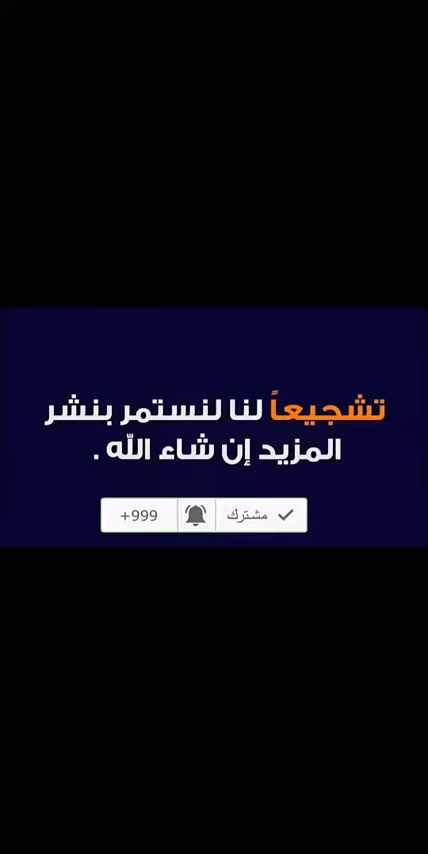 تشجيعاً لنا لنستمر بنشر
المزيد إن شاء الله .
مشترك 999+